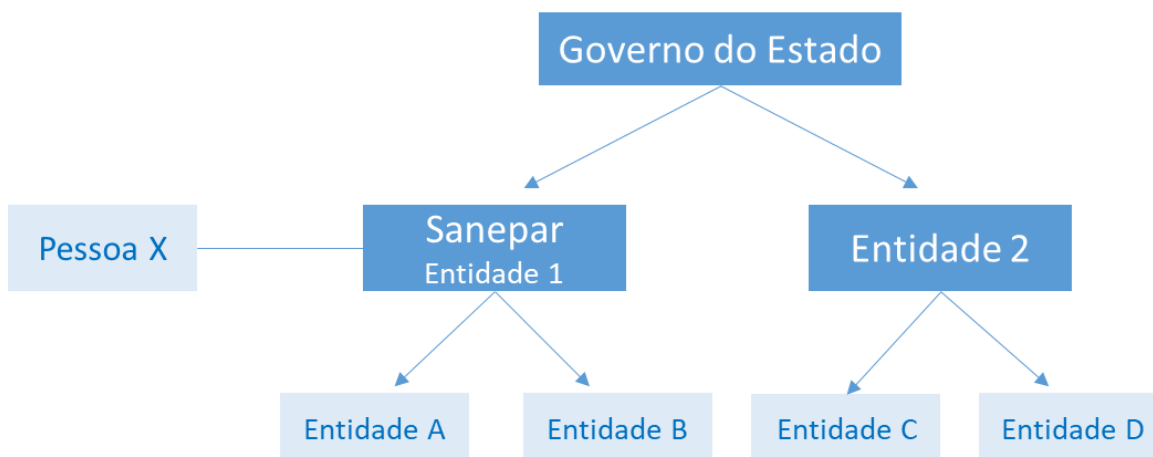 Governo do Estado
Pessoa X
Sanepar
Entidade 1
Entidade 2
Entidade A
Entidade B
Entidade C
Entidade D